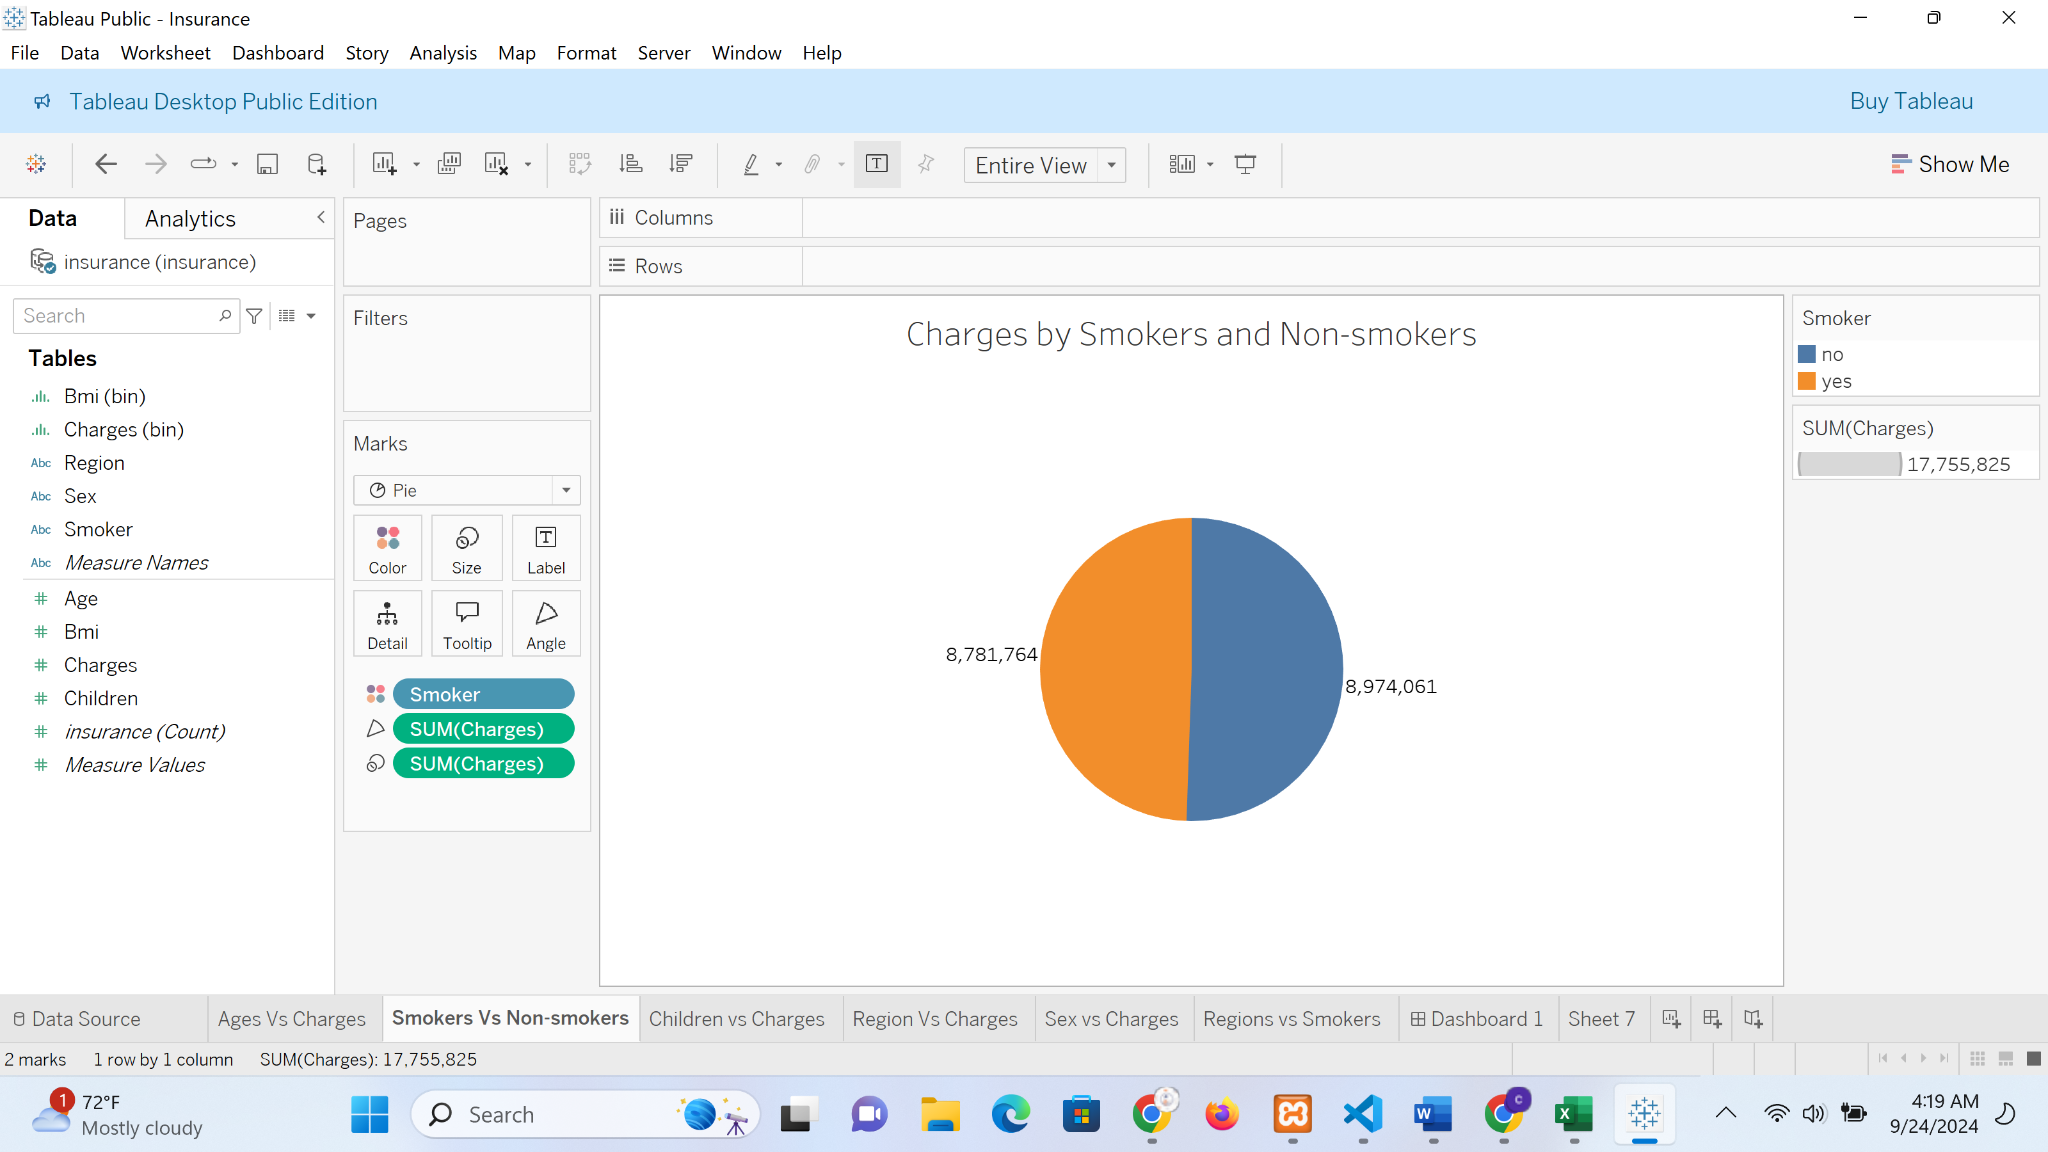 Tableau Public - Insurance
File Data Worksheet Dashboard Story Analysis Map Format Server Window Help
Tableau Desktop Public Edition
Buy Tableau
Entire View
Show Me
Data
Analytics
insurance (insurance)
Search
Tables
Bmi (bin)
Charges (bin)
Abc Region
Abc Sex
Abc Smoker
Abc Measure Names
# Age
# Bmi
# Charges
# Children
# insurance (Count)
# Measure Values
Pages
Filters
Marks
Pie
Color Size Label
Detail Tooltip Angle
Smoker
SUM(Charges)
SUM(Charges)
Columns
Rows
Charges by Smokers and Non-smokers
8,781,764
8,974,061
Smoker
no
yes
SUM(Charges)
17,755,825
Data Source Ages Vs Charges Smokers Vs Non-smokers Children vs Charges Region Vs Charges Sex vs Charges Regions vs Smokers Dashboard 1 Sheet 7
2 marks 1 row by 1 column SUM(Charges): 17,755,825
1
72°F
Mostly cloudy
Search
4:19 AM
9/24/2024